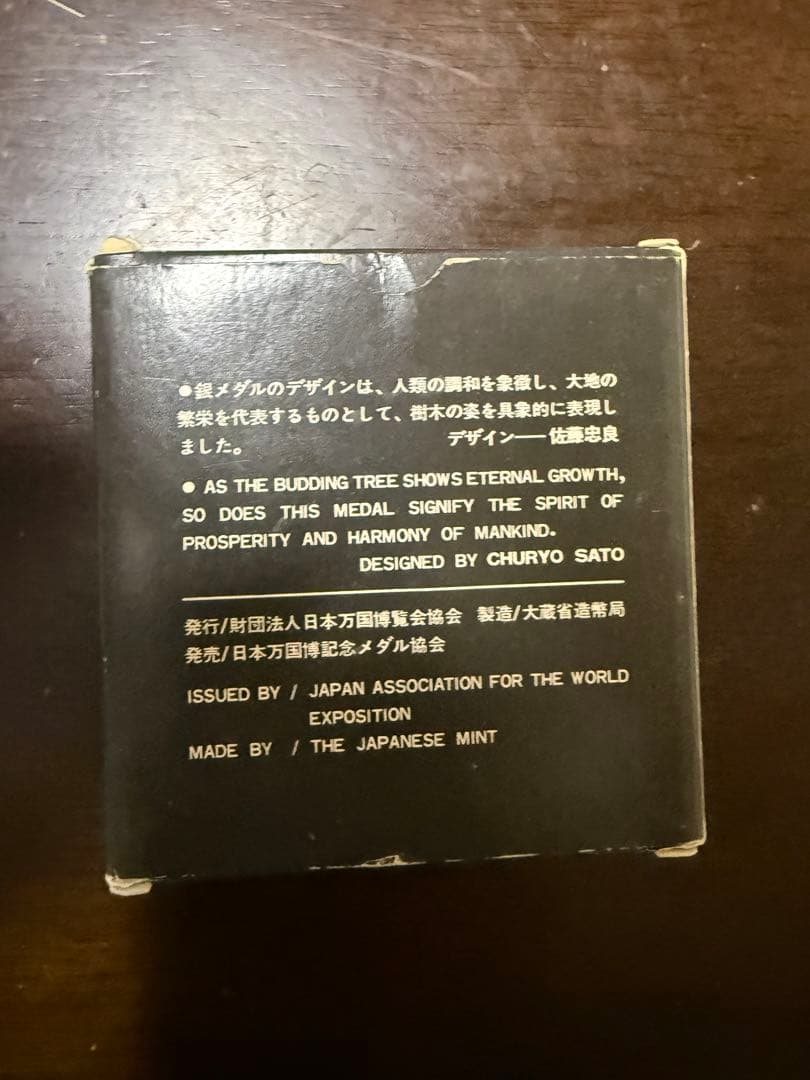 ●銀メダルのデザインは、人類の調和を象徴し、大地の
繁栄を代表するものとして、樹木の姿を具象的に表現し
ました。 デザイン――佐藤忠良
● AS THE BUDDING TREE SHOWS ETERNAL GROWTH,
SO DOES THIS MEDAL SIGNIFY THE SPIRIT OF
PROSPERITY AND HARMONY OF MANKIND.
DESIGNED BY CHURYO SATO
発行/財団法人日本万国博覧会協会 製造/大蔵省造幣局
発売/日本万国博記念メダル協会
ISSUED BY / JAPAN ASSOCIATION FOR THE WORLD
EXPOSITION
MADE BY / THE JAPANESE MINT